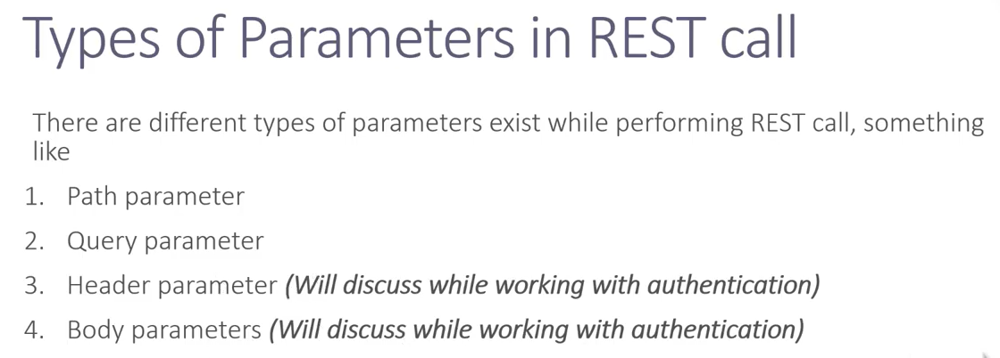 Types of Parameters in REST call
There are different types of parameters exist while performing REST call, something
like
1. Path parameter
2. Query parameter
3. Header parameter (Will discuss while working with authentication)
4. Body parameters (Will discuss while working with authentication)